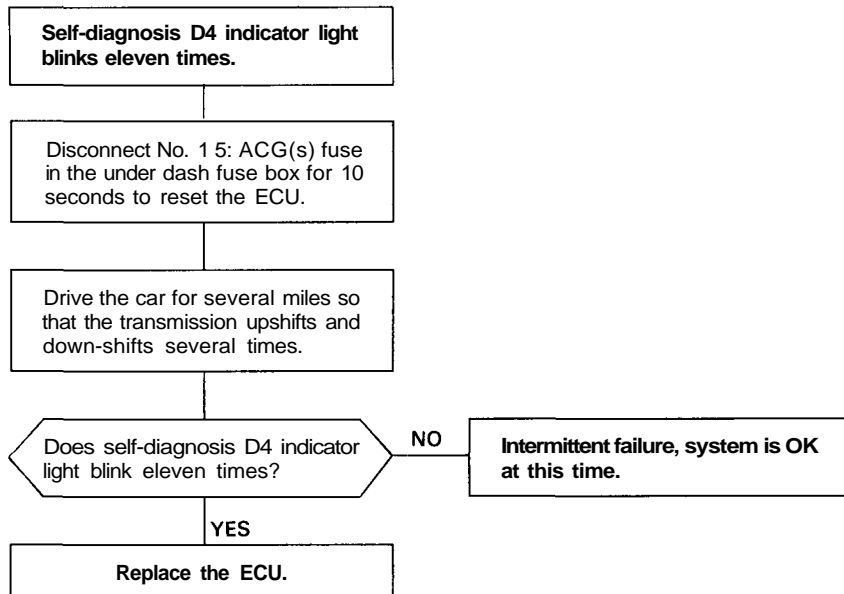 Self-diagnosis D4 indicator light
blinks eleven times.
Disconnect No. 1 5: ACG(s) fuse
in the under dash fuse box for 10
seconds to reset the ECU.
Drive the car for several miles so
that the transmission upshifts and
down-shifts several times.
Does self-diagnosis D4 indicator
light blink eleven times?
NO
Intermittent failure, system is OK
at this time.
YES
Replace the ECU.